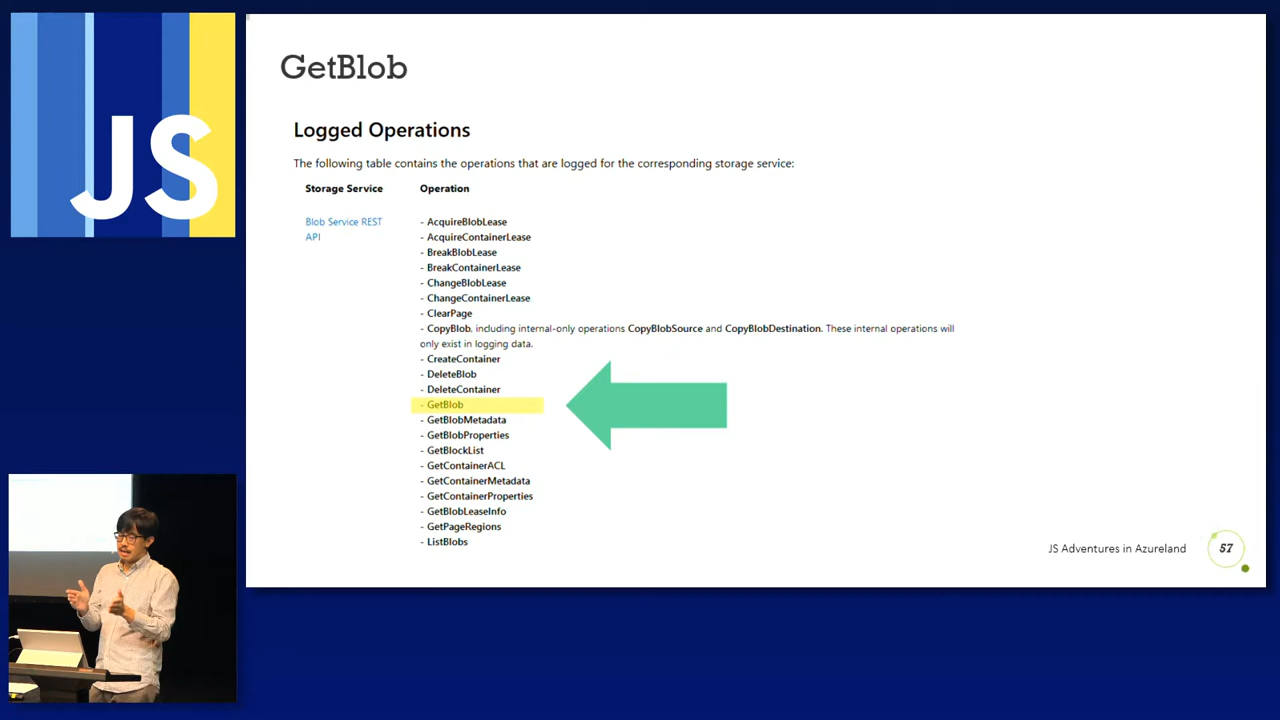 JS
GetBlob
Logged Operations
The following table contains the operations that are logged for the corresponding storage service:
Storage Service
Operation
Blob Service REST
API
- AcquireBlobLease
- AcquireContainerLease
- BreakBlobLease
- BreakContainerLease
- ChangeBlobLease
- ChangeContainerLease
- ClearPage
- CopyBlob, including internal-only operations CopyBlobSource and CopyBlobDestination. These internal operations will
only exist in logging data.
- CreateContainer
- DeleteBlob
- DeleteContainer
- GetBlob
- GetBlobMetadata
- GetBlobProperties
- GetBlockList
- GetContainerACL
- GetContainerMetadata
- GetContainerProperties
- GetBlobLeaseInfo
- GetPageRegions
- ListBlobs
JS Adventures in Azureland
57